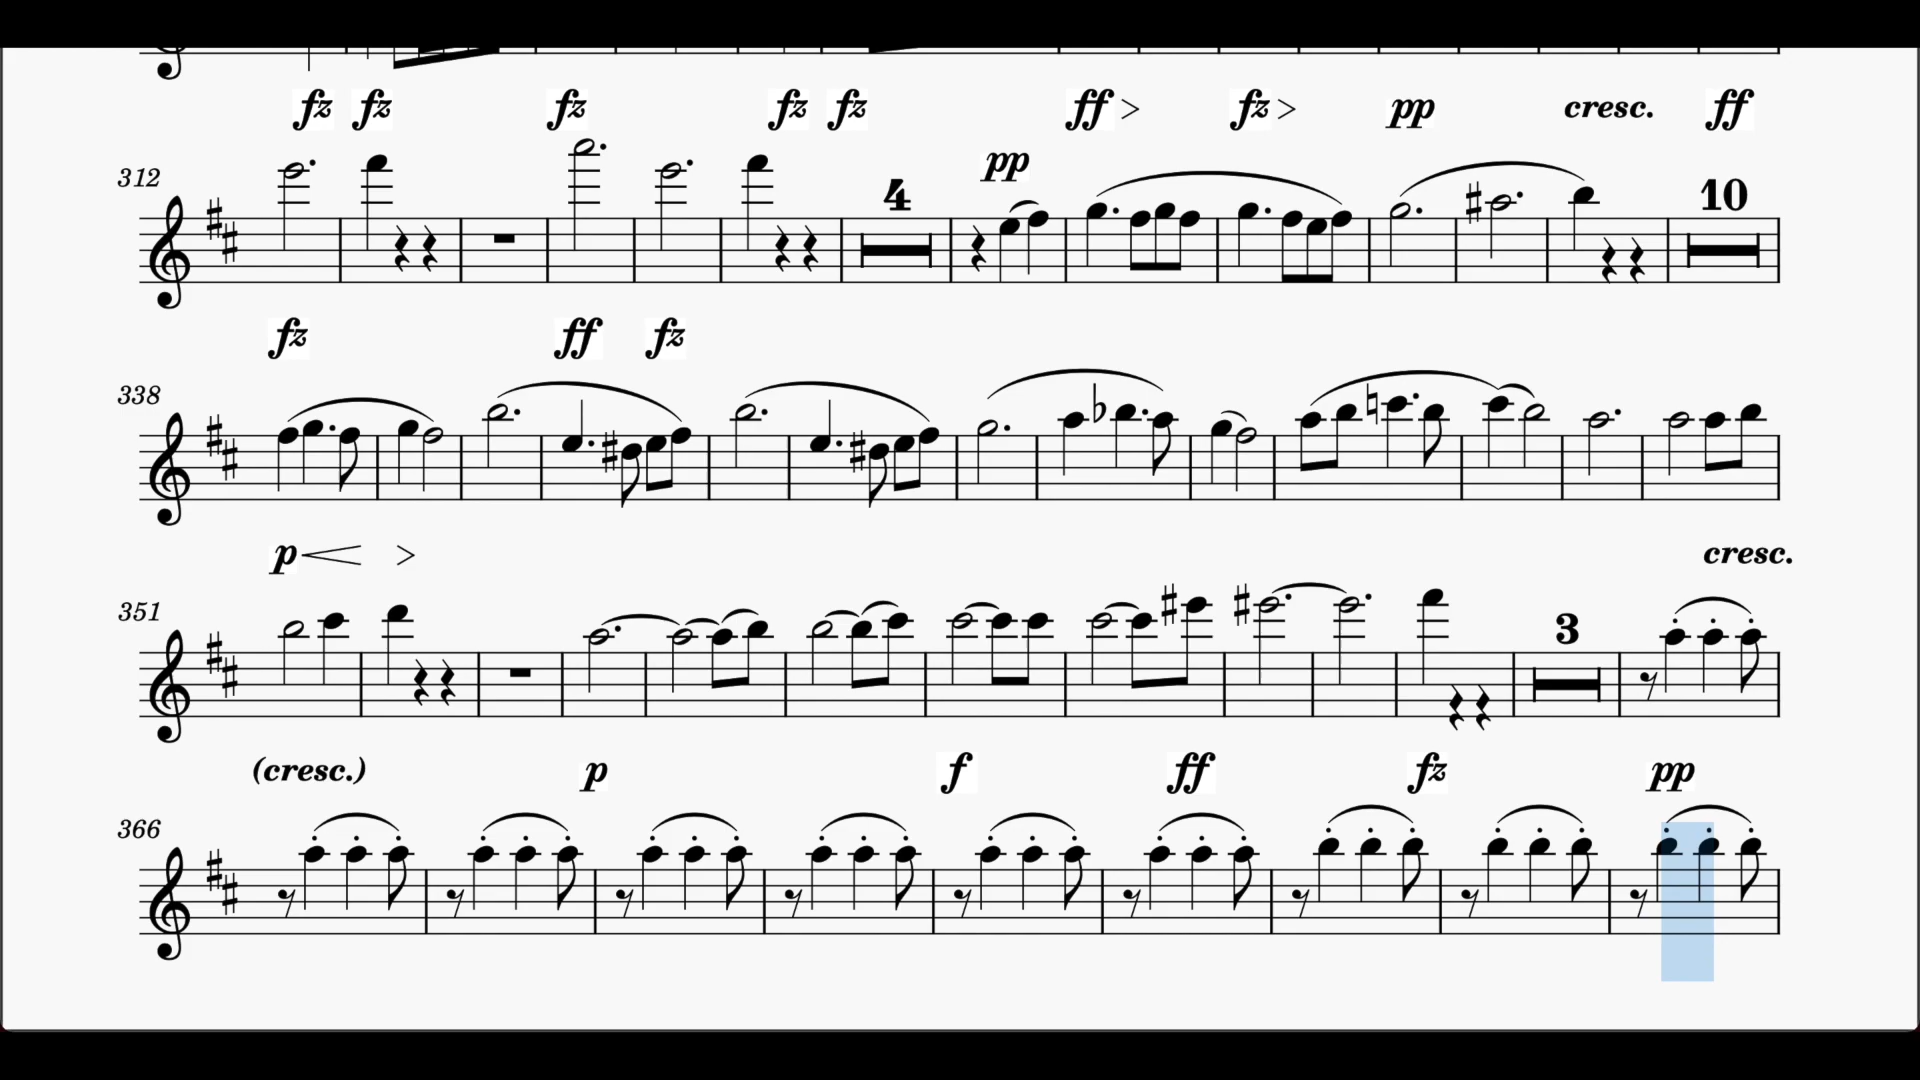 fz fz fz fz fz ff fz pp cresc. ff
312 4 pp 10
fz ff fz
338
p cresc.
351 3
(cresc.) p f ff fz pp
366